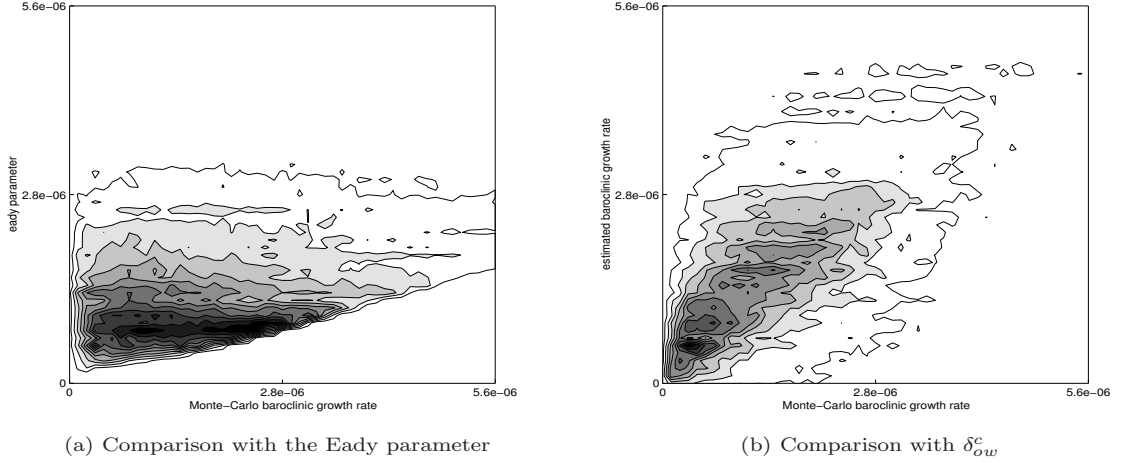 5.6e−06
eady parameter
2.8e−06
0
0
2.8e−06
5.6e−06
Monte−Carlo baroclinic growth rate
(a) Comparison with the Eady parameter
5.6e−06
estimated baroclinic growth rate
2.8e−06
0
0
2.8e−06
5.6e−06
Monte−Carlo baroclinic growth rate
(b) Comparison with δ^c_ow